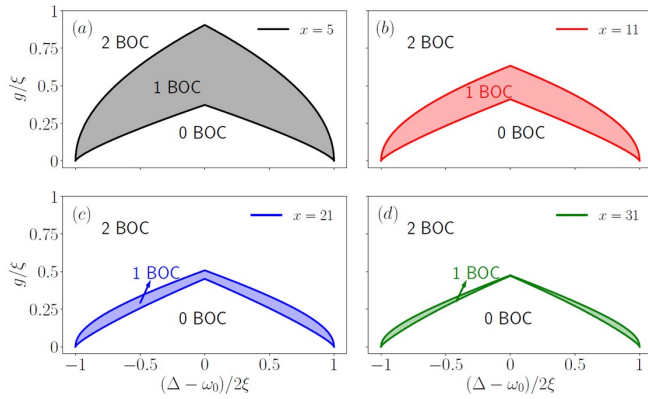 (a) 2 BOC x = 5
1 BOC
0 BOC
g/ξ
1
0.75
0.5
0.25
0
(b) 2 BOC x = 11
1 BOC
0 BOC
(c) 2 BOC x = 21
1 BOC
0 BOC
g/ξ
1
0.75
0.5
0.25
0
−1 −0.5 0 0.5 1
(Δ − ω₀)/2ξ
(d) 2 BOC x = 31
1 BOC
0 BOC
−1 −0.5 0 0.5 1
(Δ − ω₀)/2ξ